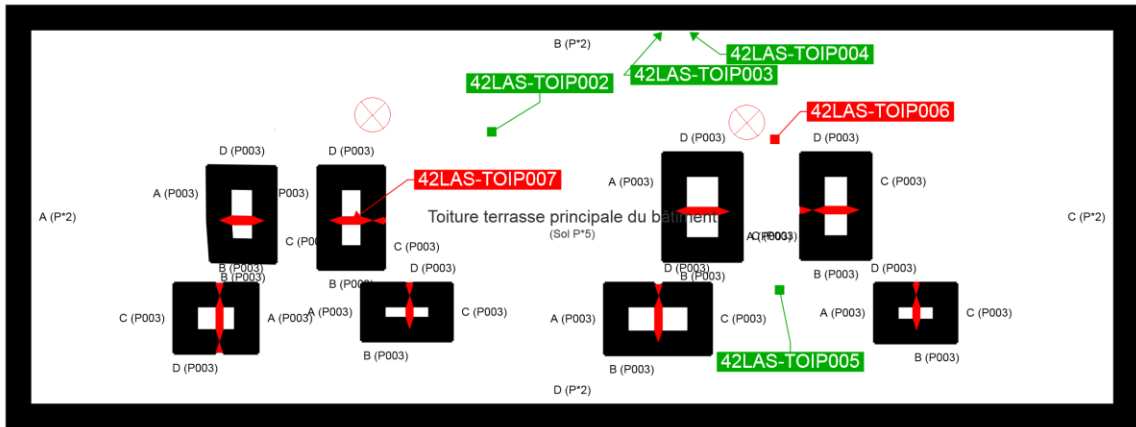 B (P*2)
42LAS-TOIP004
42LAS-TOIP003
42LAS-TOIP002
42LAS-TOIP006
D (P003)
D (P003)
D (P003)
D (P003)
42LAS-TOIP007
A (P003)
P003)
A (P003)
C (P003)
A (P*2)
Toiture terrasse principale du bâtiment
C (P*2)
(Sol P*5)
C (P003)
C (P003)
B (P003)
B (P003)
B (P003)
D (P003)
D (P003)
B (P003)
B (P003)
D (P003)
C (P003)
A (P003)
A (P003)
C (P003)
A (P003)
C (P003)
A (P003)
C (P003)
D (P003)
B (P003)
B (P003)
B (P003)
42LAS-TOIP005
D (P*2)